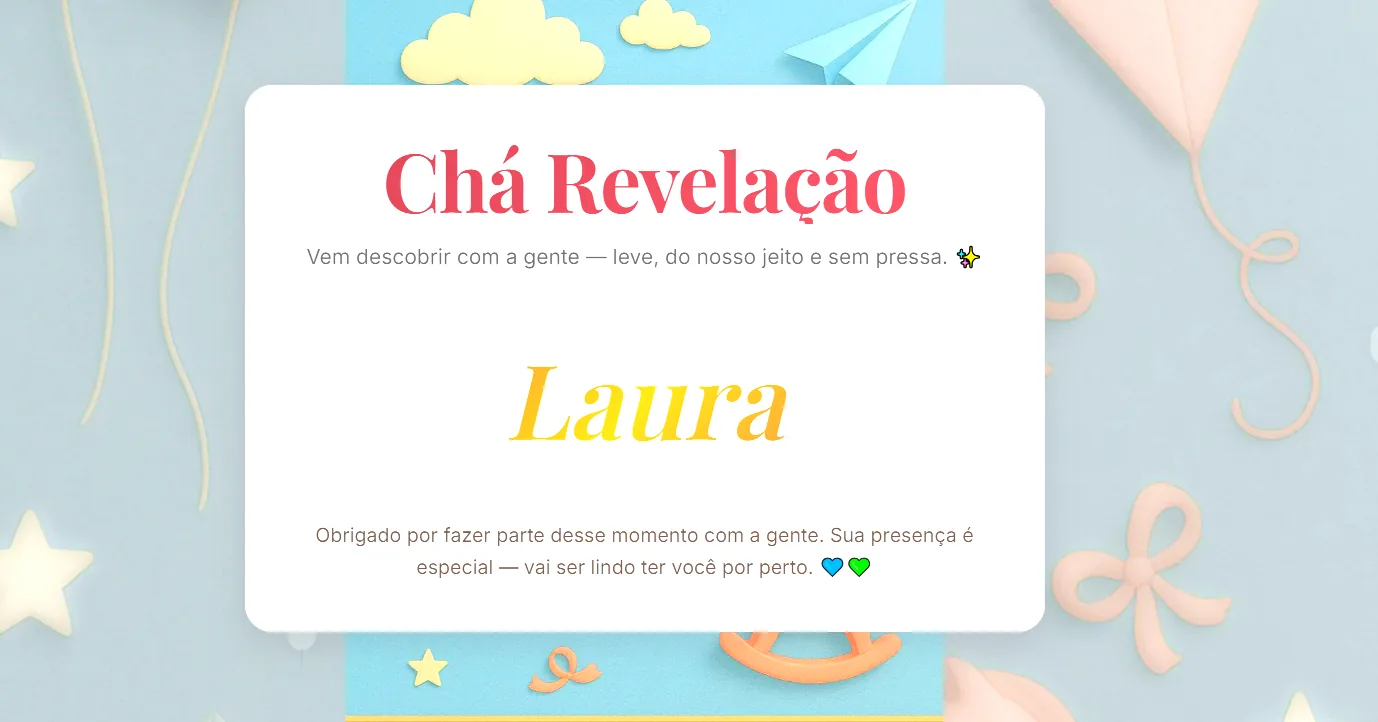 Chá Revelação
Vem descobrir com a gente — leve, do nosso jeito e sem pressa. ✨
Laura
Obrigado por fazer parte desse momento com a gente. Sua presença é
especial — vai ser lindo ter você por perto. 💙💚